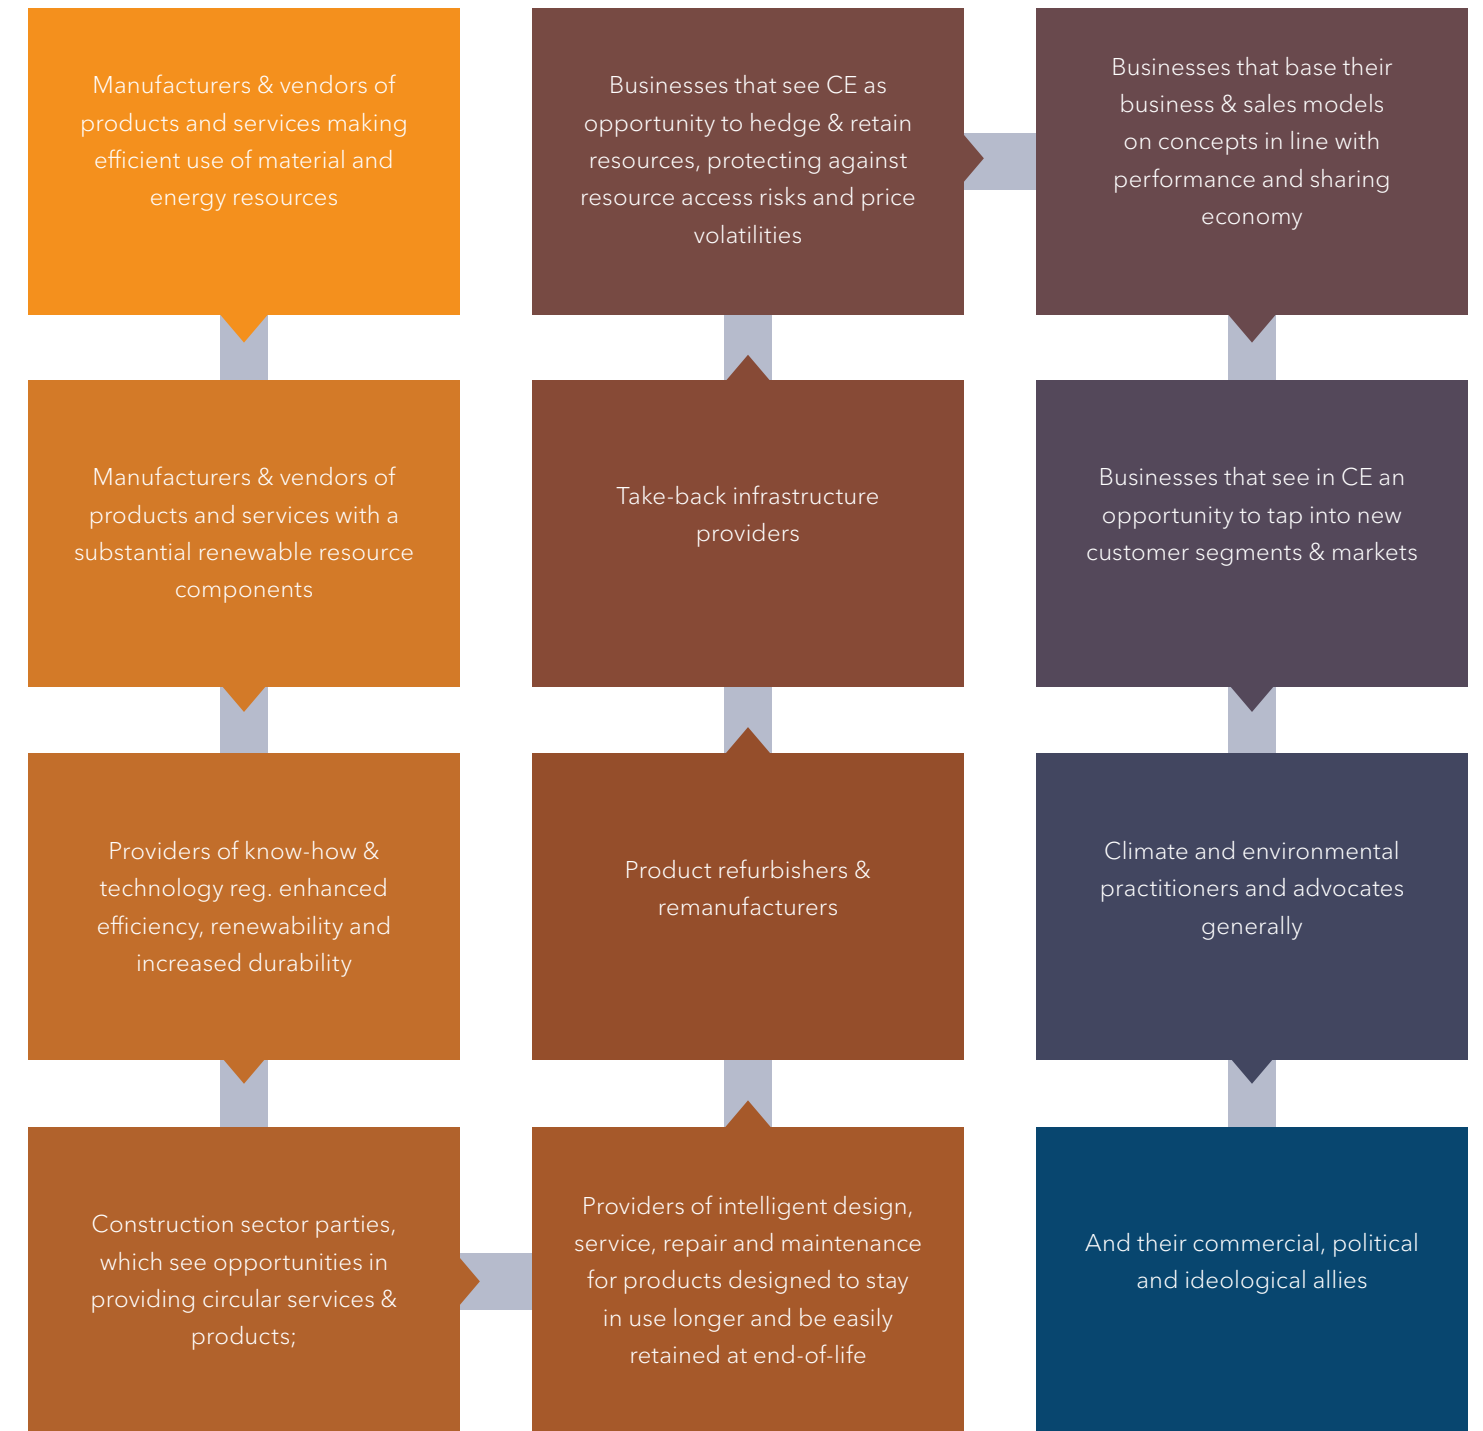 Manufacturers & vendors of
products and services making
efficient use of material and
energy resources
Manufacturers & vendors of
products and services with a
substantial renewable resource
components
Providers of know-how &
technology reg. enhanced
efficiency, renewability and
increased durability
Construction sector parties,
which see opportunities in
providing circular services &
products;
Providers of intelligent design,
service, repair and maintenance
for products designed to stay
in use longer and be easily
retained at end-of-life
Product refurbishers &
remanufacturers
Take-back infrastructure
providers
Businesses that see CE as
opportunity to hedge & retain
resources, protecting against
resource access risks and price
volatilities
Businesses that base their
business & sales models
on concepts in line with
performance and sharing
economy
Businesses that see in CE an
opportunity to tap into new
customer segments & markets
Climate and environmental
practitioners and advocates
generally
And their commercial, political
and ideological allies